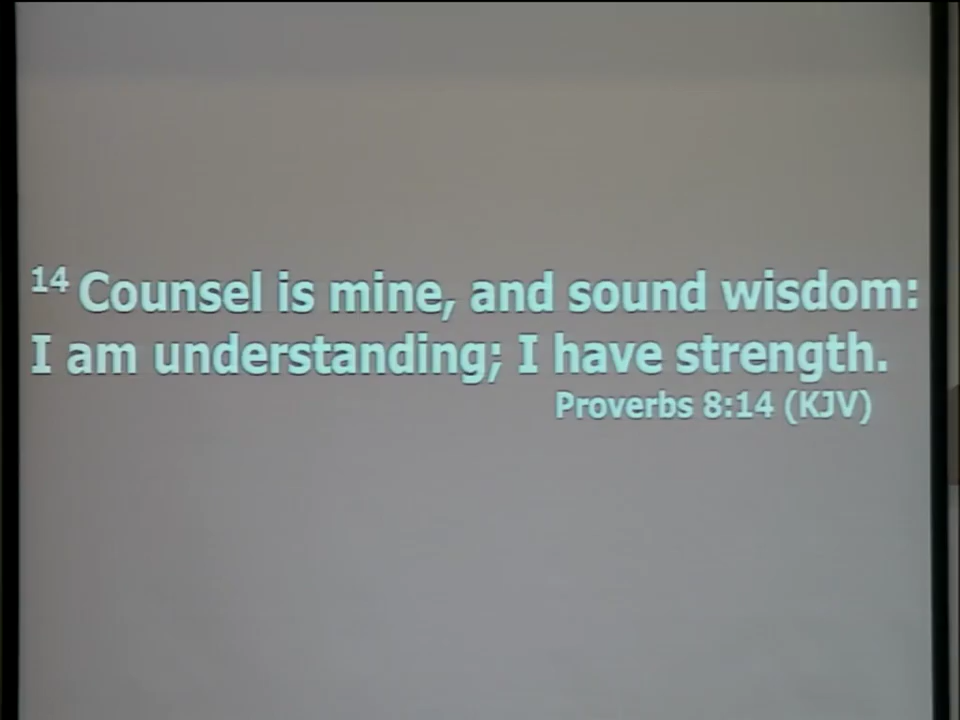 14 Counsel is mine, and sound wisdom:
I am understanding; I have strength.
Proverbs 8:14 (KJV)